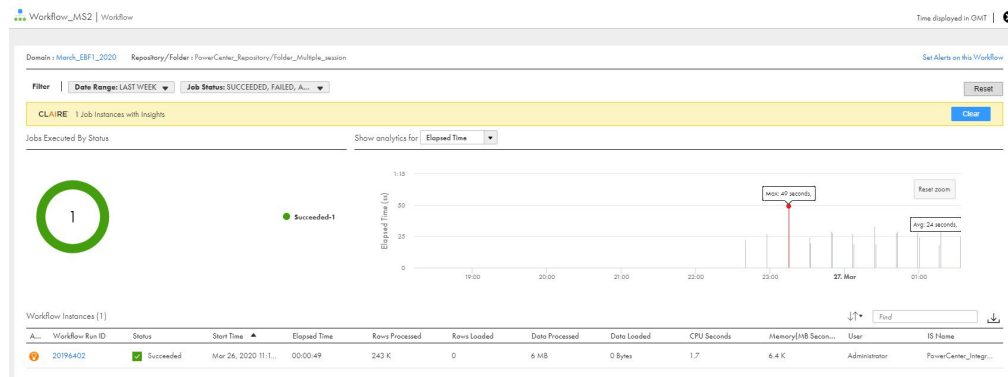 Workflow_MS2 | Workflow
Time displayed in GMT |
Domain : March_EBF1_2020 Repository/Folder : PowerCenter_Repository/Folder_Multiple_session
Set Alerts on this Workflow
Filter | Date Range: LAST WEEK Job Status: SUCCEEDED, FAILED, A...
Reset
CLAIRE 1 Job Instances with Insights
Clear
Jobs Executed By Status
Show analytics for Elapsed Time
1
Succeeded-1
Elapsed Time (ss)
1:15
50
25
0
Max: 49 seconds,
Reset zoom
Avg: 24 seconds,
19:00 20:00 21:00 22:00 23:00 27. Mar 01:00
Workflow Instances (1)
Find
A... Workflow Run ID Status Start Time Elapsed Time Rows Processed Rows Loaded Data Processed Data Loaded CPU Seconds Memory(MB Secon... User IS Name
20196402 Succeeded Mar 26, 2020 11:1... 00:00:49 243 K 0 6 MB 0 Bytes 1.7 6.4 K Administrator PowerCenter_Integr...